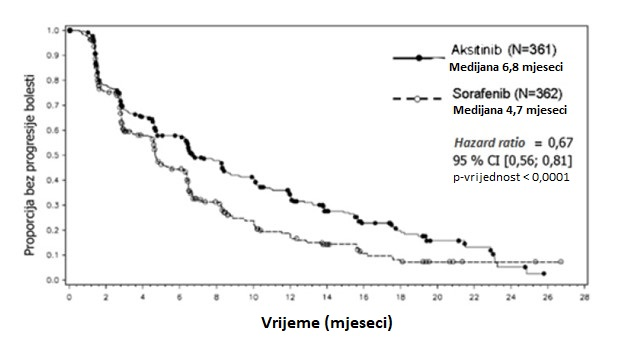 Aksitinib (N=361)
Medijana 6,8 mjeseci
Sorafenib (N=362)
Medijana 4,7 mjeseci
Hazard ratio = 0,67
95 % CI [0,56; 0,81]
p-vrijednost < 0,0001
Proporcija bez progresije bolesti
1.0
0.9
0.8
0.7
0.6
0.5
0.4
0.3
0.2
0.1
0.0
0 2 4 6 8 10 12 14 16 18 20 22 24 26 28
Vrijeme (mjeseci)